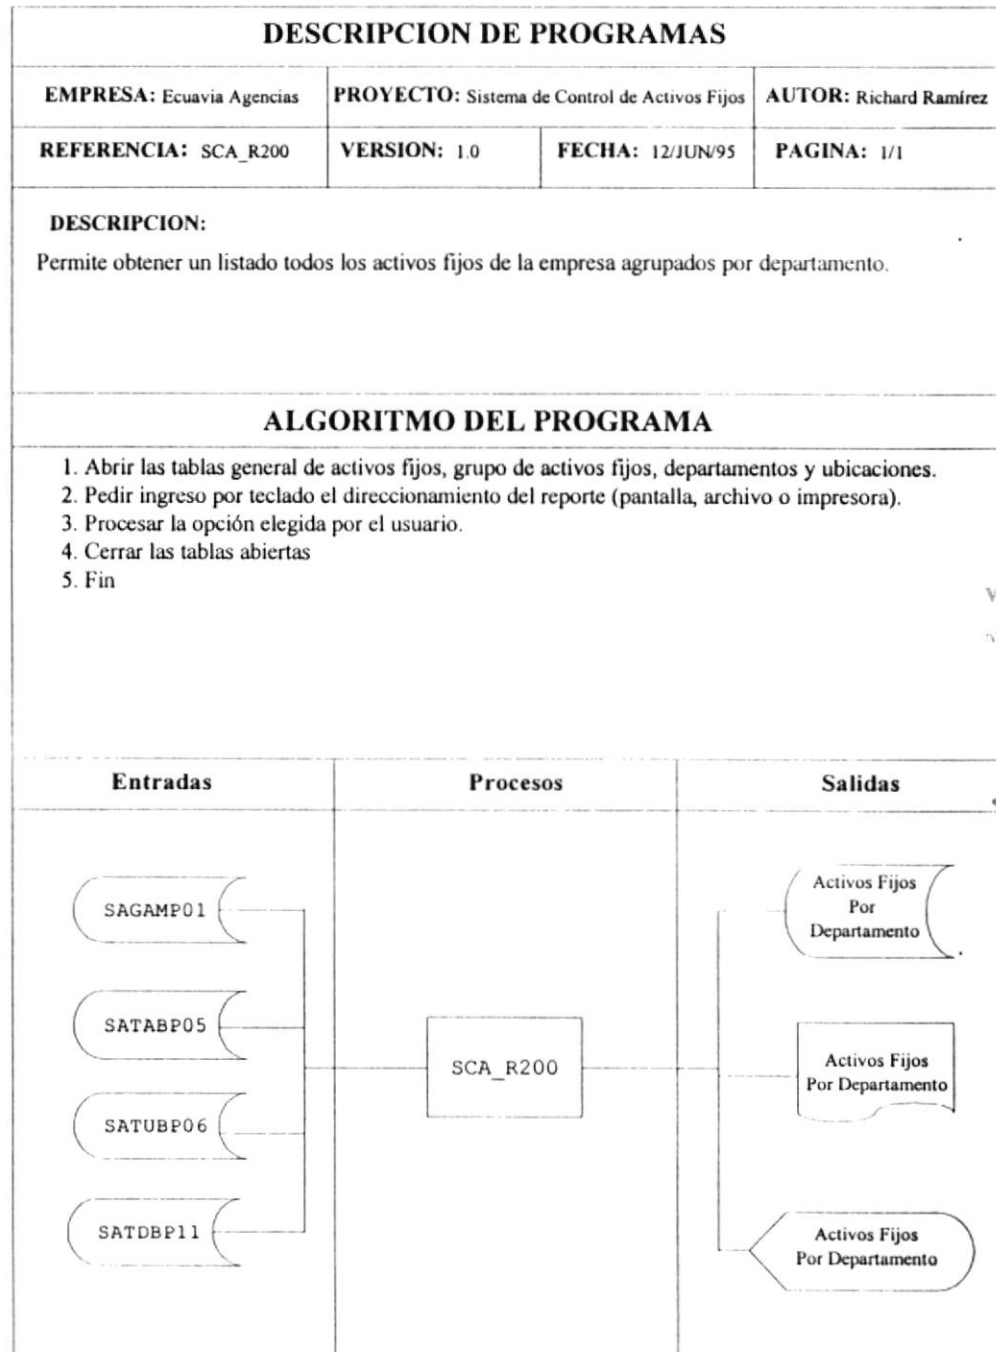 DESCRIPCION DE PROGRAMAS
EMPRESA: Ecuavia Agencias
PROYECTO: Sistema de Control de Activos Fijos
AUTOR: Richard Ramírez
REFERENCIA: SCA_R200
VERSION: 1.0
FECHA: 12/JUN/95
PAGINA: 1/1
DESCRIPCION:
Permite obtener un listado todos los activos fijos de la empresa agrupados por departamento.
ALGORITMO DEL PROGRAMA
1. Abrir las tablas general de activos fijos, grupo de activos fijos, departamentos y ubicaciones.
2. Pedir ingreso por teclado el direccionamiento del reporte (pantalla, archivo o impresora).
3. Procesar la opción elegida por el usuario.
4. Cerrar las tablas abiertas
5. Fin
Entradas
Procesos
Salidas
SAGAMP01
SATABP05
SATUBP06
SATDBP11
SCA_R200
Activos Fijos
Por
Departamento
Activos Fijos
Por Departamento
Activos Fijos
Por Departamento